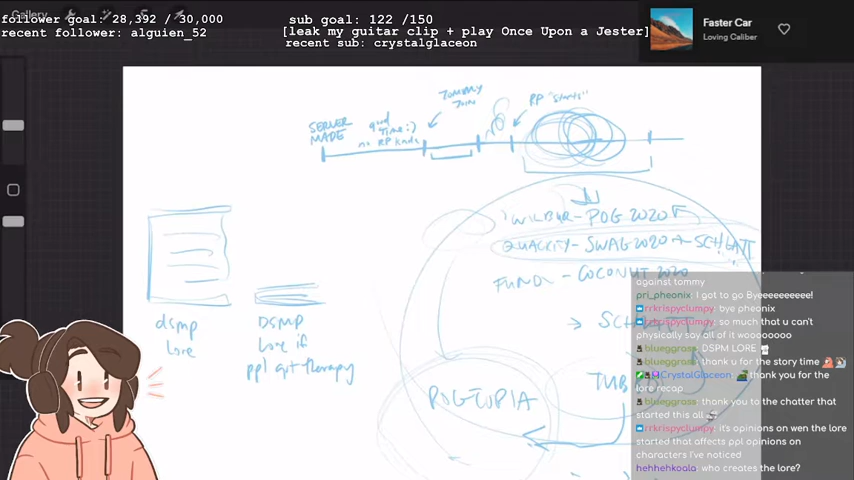 Gallery
follower goal: 28,392 / 30,000
recent follower: alguien_52
sub goal: 122 /150
[leak my guitar clip + play Once Upon a Jester]
recent sub: crystalglaceon
Faster Car
Loving Caliber
SERVER MADE
good time :)
no RP kinda
TOMMY JOIN
RP "starts"
WILBUR - POG 2020
QUACKITY - SWAG 2020 + SCHLATT
FUNDY - COCONUT 2020
→ SCHLATT
TUB
POGTOPIA
dsmp lore
DSMP lore if ppl got therapy
against tommy
pri_pheonix: I got to go Byeeeeeeeee!
rrkrispyclumpy: bye pheonix
rrkrispyclumpy: so much that u can't
physically say all of it wooooooo
blueggrass: DSPM LORE
blueggrass: thank u for the story time
CrystalGlaceon: thank you for the
lore recap
blueggrass: thank you to the chatter that
started this all
rrkrispyclumpy: it's opinions on wen the lore
started that affects ppl opinions on
characters I've noticed
hehhehkoala: who creates the lore?